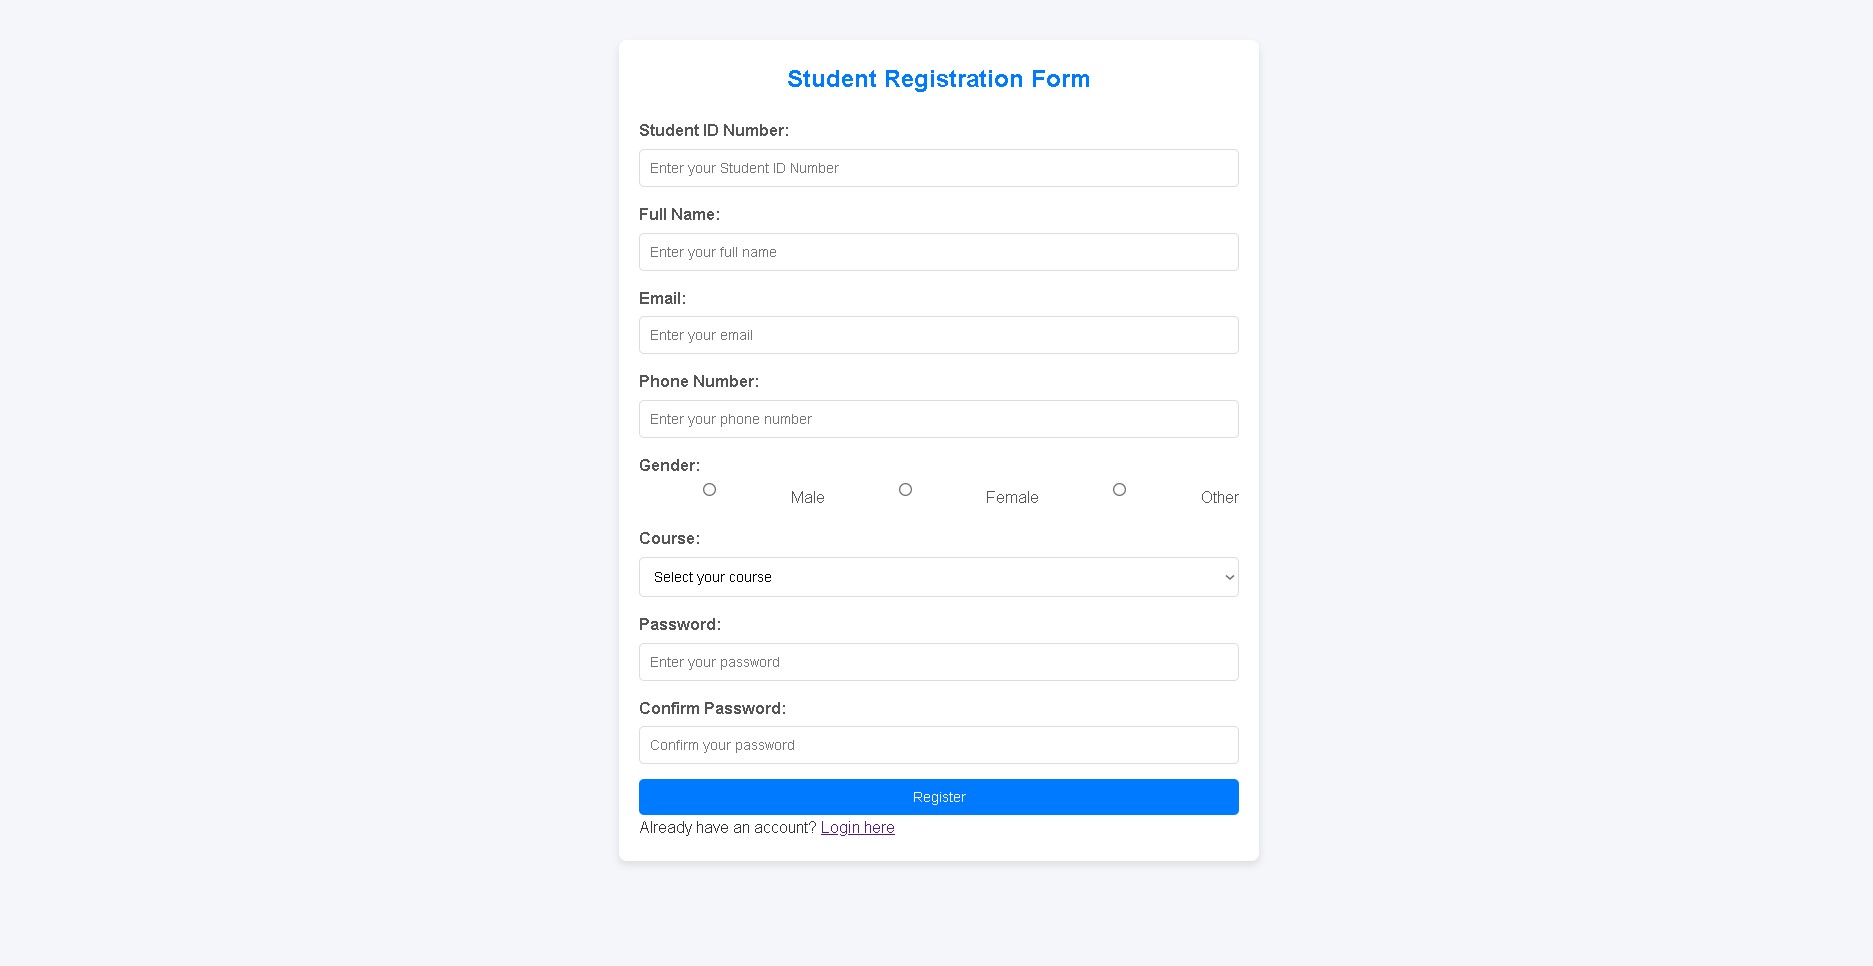 Student Registration Form
Student ID Number:
Enter your Student ID Number
Full Name:
Enter your full name
Email:
Enter your email
Phone Number:
Enter your phone number
Gender:
Male Female Other
Course:
Select your course
Password:
Enter your password
Confirm Password:
Confirm your password
Register
Already have an account? Login here